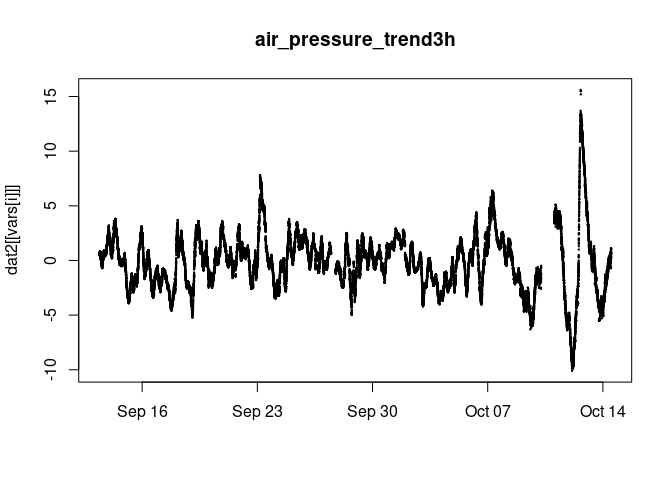 air_pressure_trend3h
dat2[[vars[i]]]
15
10
5
0
-5
-10
Sep 16
Sep 23
Sep 30
Oct 07
Oct 14